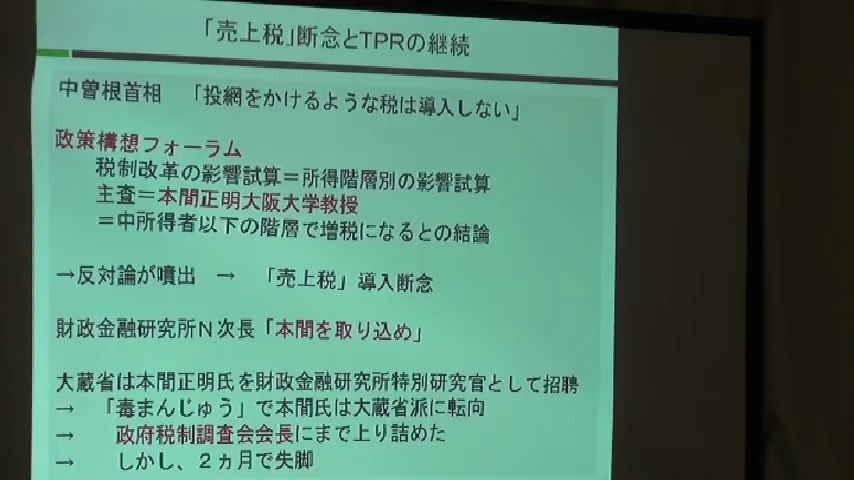 「売上税」断念とTPRの継続
中曽根首相　「投網をかけるような税は導入しない」
政策構想フォーラム
税制改革の影響試算＝所得階層別の影響試算
主査＝本間正明大阪大学教授
＝中所得者以下の階層で増税になるとの結論
→反対論が噴出　→　「売上税」導入断念
財政金融研究所Ｎ次長「本間を取り込め」
大蔵省は本間正明氏を財政金融研究所特別研究官として招聘
→　「毒まんじゅう」で本間氏は大蔵省派に転向
→　政府税制調査会会長にまで上り詰めた
→　しかし、２ヵ月で失脚